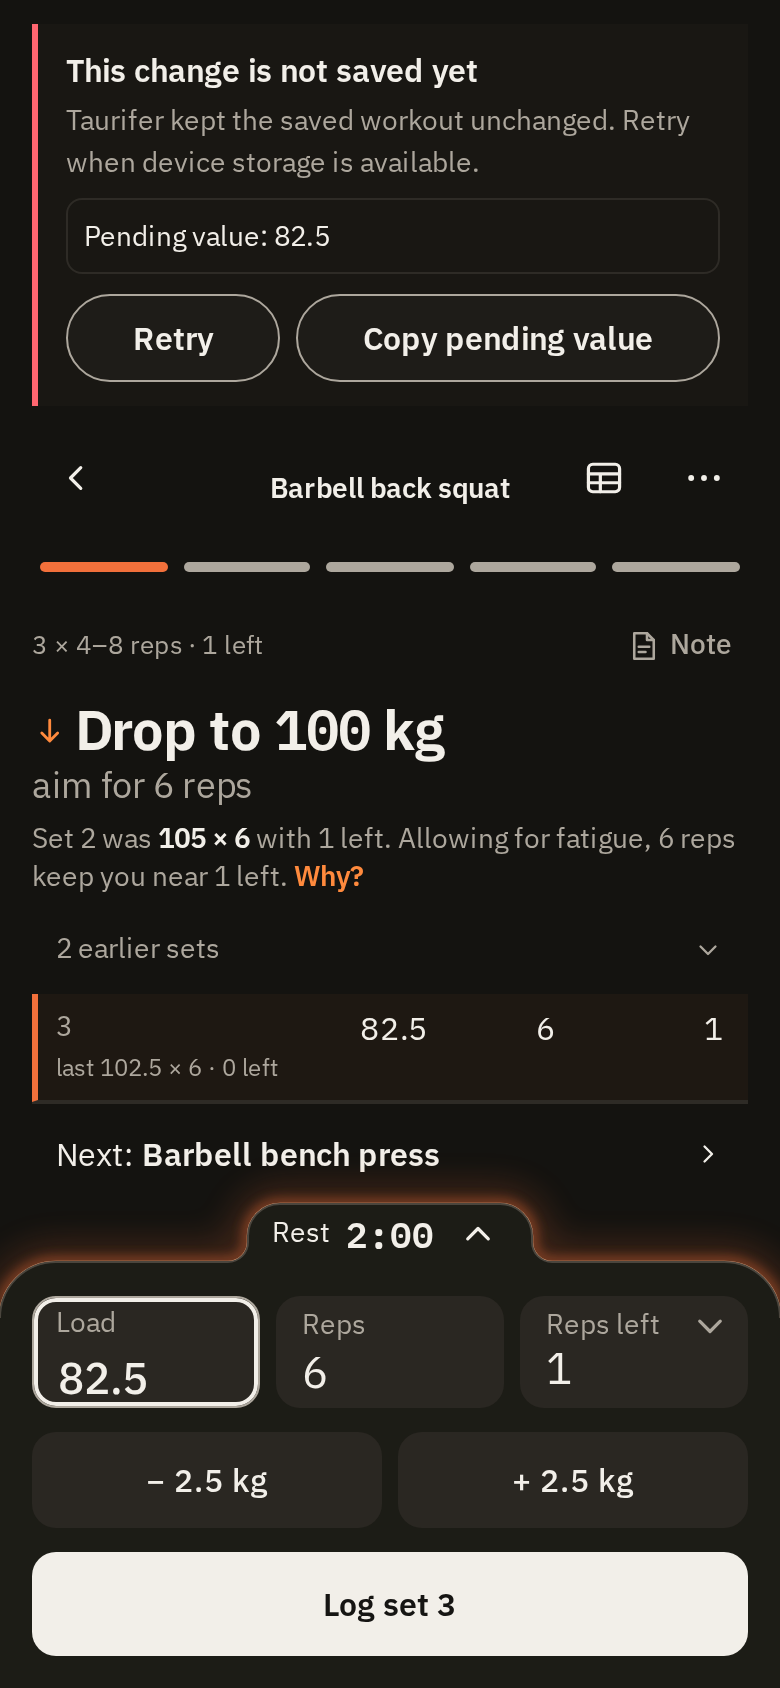 This change is not saved yet
Taurifer kept the saved workout unchanged. Retry
when device storage is available.
Pending value: 82.5
Retry
Copy pending value
Barbell back squat
3 × 4–8 reps · 1 left
Note
↓ Drop to 100 kg
aim for 6 reps
Set 2 was 105 × 6 with 1 left. Allowing for fatigue, 6 reps
keep you near 1 left. Why?
2 earlier sets
3 82.5 6 1
last 102.5 × 6 · 0 left
Next: Barbell bench press
Rest 2:00
Load Reps Reps left
82.5 6 1
− 2.5 kg + 2.5 kg
Log set 3